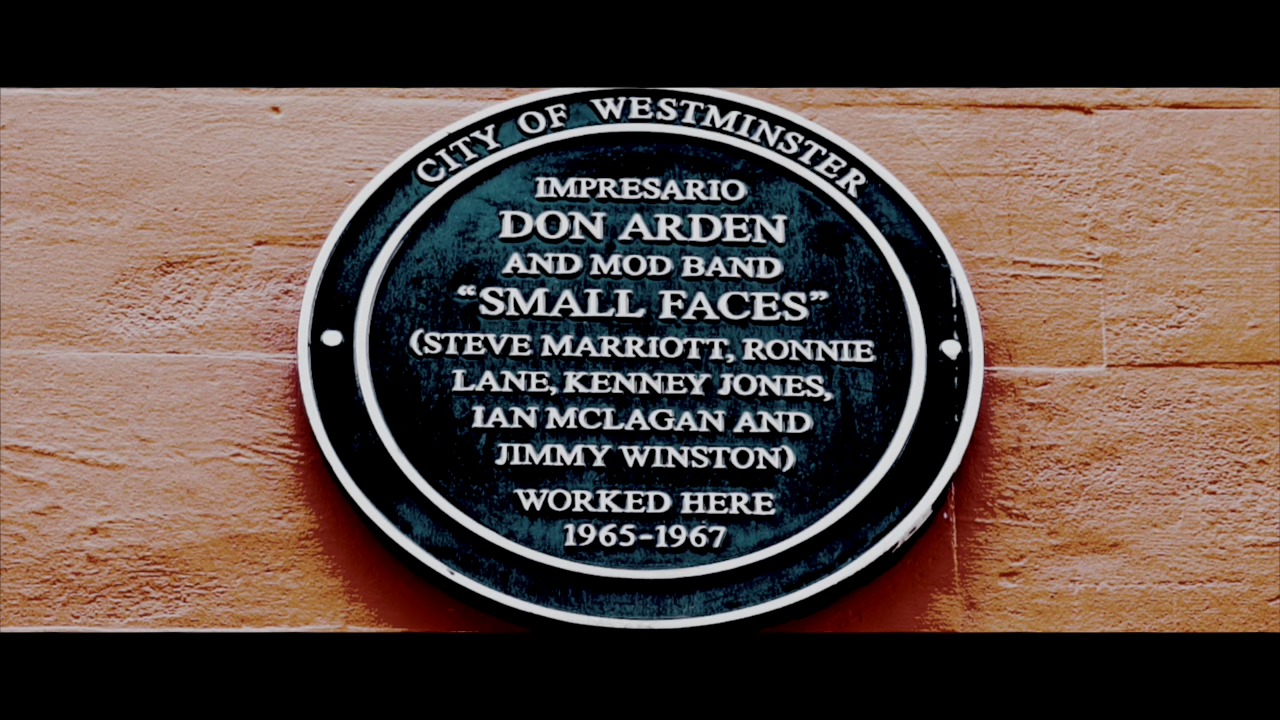 CITY OF WESTMINSTER
IMPRESARIO
DON ARDEN
AND MOD BAND
“SMALL FACES”
(STEVE MARRIOTT, RONNIE
LANE, KENNEY JONES,
IAN MCLAGAN AND
JIMMY WINSTON)
WORKED HERE
1965-1967